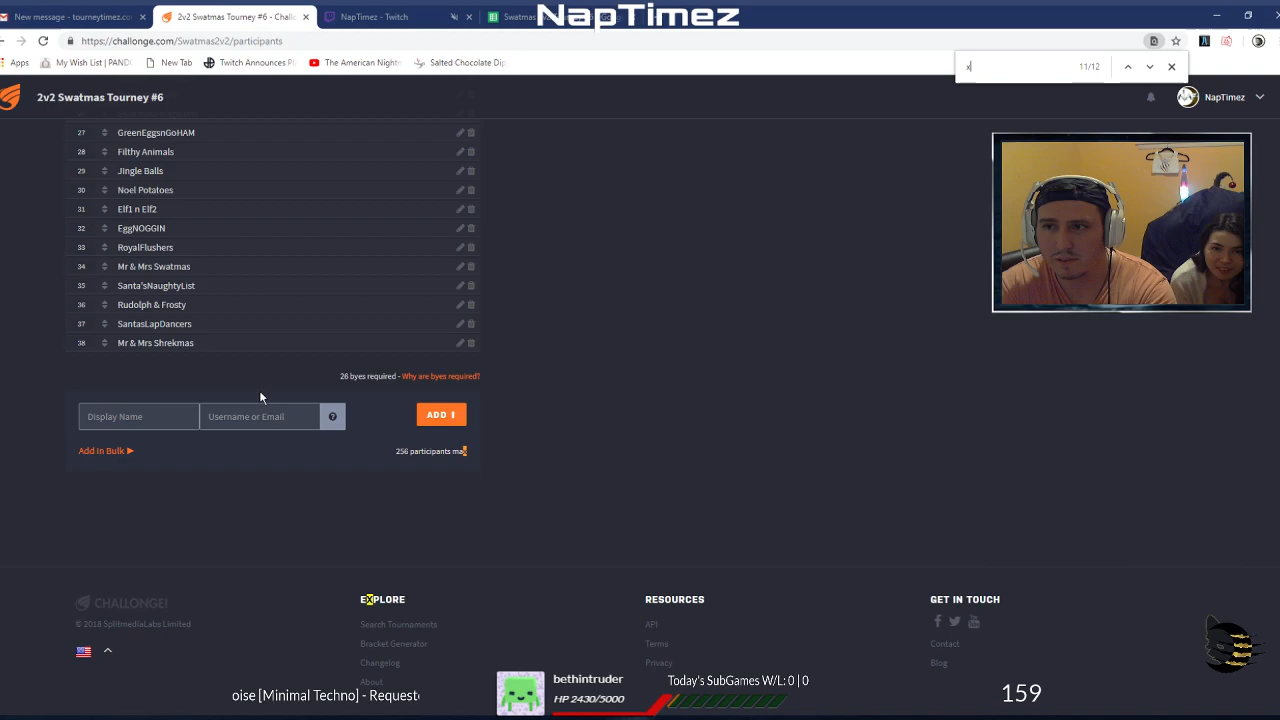 New message - tourneytimez.co
2v2 Swatmas Tourney #6 - Challo
NapTimez - Twitch
NapTimez
https://challonge.com/Swatmas2v2/participants
Apps
My Wish List | PAND
New Tab
Twitch Announces Pl
The American Night
Salted Chocolate Dip
x
11/12
2v2 Swatmas Tourney #6
NapTimez
27 GreenEggsnGoHAM
28 Filthy Animals
29 Jingle Balls
30 Noel Potatoes
31 Elf1 n Elf2
32 EggNOGGIN
33 RoyalFlushers
34 Mr & Mrs Swatmas
35 Santa'sNaughtyList
36 Rudolph & Frosty
37 SantasLapDancers
38 Mr & Mrs Shrekmas
26 byes required - Why are byes required?
Display Name
Username or Email
ADD
Add In Bulk
256 participants max
CHALLONGE!
© 2018 SplitmediaLabs Limited
EXPLORE
Search Tournaments
Bracket Generator
Changelog
About
RESOURCES
API
Terms
Privacy
GET IN TOUCH
Contact
Blog
oise [Minimal Techno] - Requeste
bethintruder
HP 2430/5000
Today's SubGames W/L: 0 | 0
159